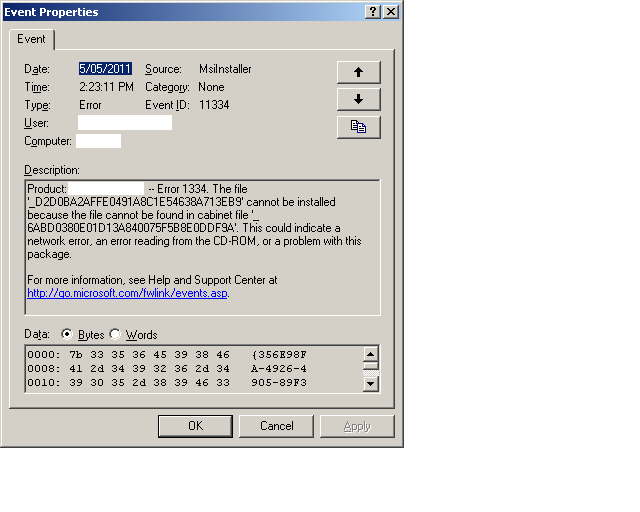 Event Properties
Event
Date: 5/05/2011 Source: MsiInstaller
Time: 2:23:11 PM Category: None
Type: Error Event ID: 11334
User:
Computer:
Description:
Product: -- Error 1334. The file
'_D2D0BA2AFFE0491A8C1E54638A713EB9' cannot be installed
because the file cannot be found in cabinet file '_
6ABD0380E01D13A840075F5B8E0DDF9A'. This could indicate a
network error, an error reading from the CD-ROM, or a problem with this
package.
For more information, see Help and Support Center at
http://go.microsoft.com/fwlink/events.asp.
Data: Bytes Words
0000: 7b 33 35 36 45 39 38 46 {356E98F
0008: 41 2d 34 39 32 36 2d 34 A-4926-4
0010: 39 30 35 2d 38 39 46 33 905-89F3
OK Cancel Apply